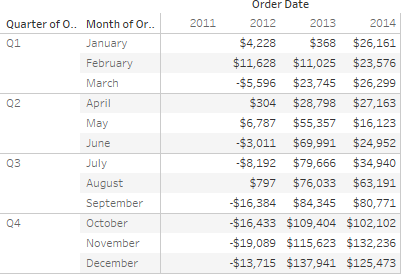 Order Date
Quarter of O.. Month of Or.. 2011 2012 2013 2014
Q1 January $4,228 $368 $26,161
February $11,628 $11,025 $23,576
March -$5,596 $23,745 $26,299
Q2 April $304 $28,798 $27,163
May $6,787 $55,357 $16,123
June -$3,011 $69,991 $24,952
Q3 July -$8,192 $79,666 $34,940
August $797 $76,033 $63,191
September -$16,384 $84,345 $80,771
Q4 October -$16,433 $109,404 $102,102
November -$19,089 $115,623 $132,236
December -$13,715 $137,941 $125,473